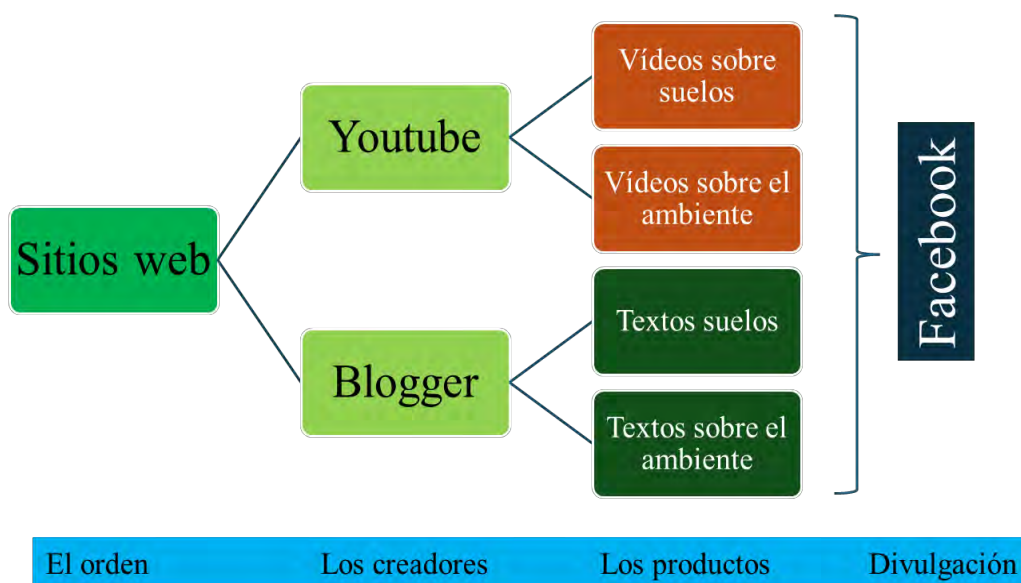 Sitios web
Youtube
Blogger
Vídeos sobre
suelos
Vídeos sobre el
ambiente
Textos suelos
Textos sobre el
ambiente
Facebook
El orden
Los creadores
Los productos
Divulgación